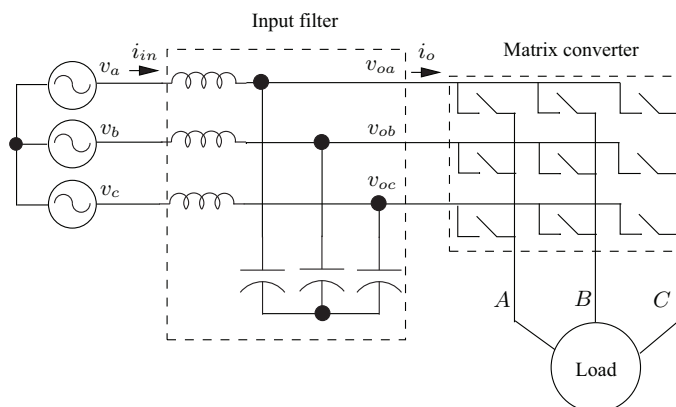 Input filter
v_a i_in v_oa i_o Matrix converter
v_b v_ob
v_c v_oc
A B C
Load